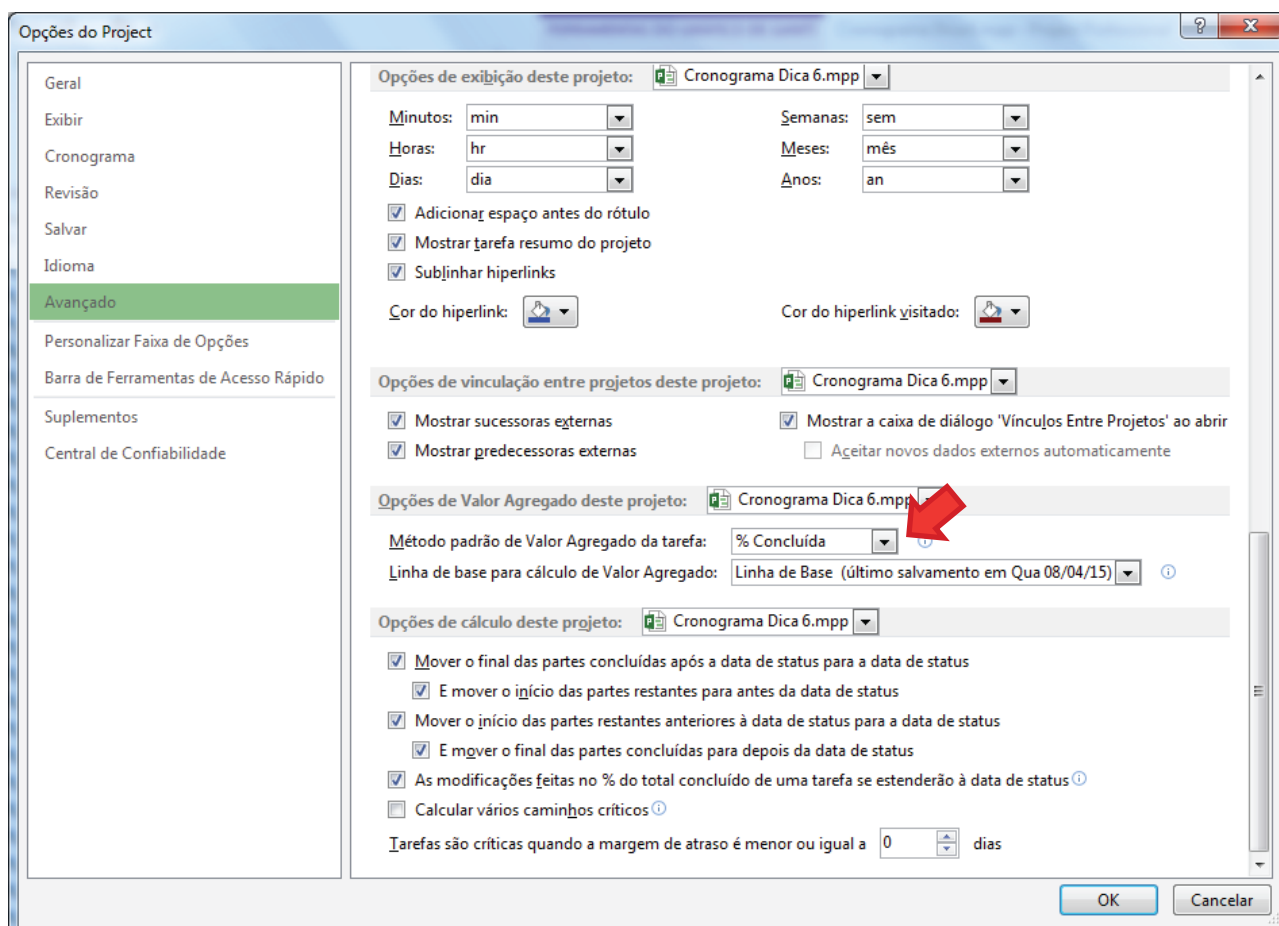 Opções do Project
Geral
Exibir
Cronograma
Revisão
Salvar
Idioma
Avançado
Personalizar Faixa de Opções
Barra de Ferramentas de Acesso Rápido
Suplementos
Central de Confiabilidade
Opções de exibição deste projeto: Cronograma Dica 6.mpp
Minutos: min Semanas: sem
Horas: hr Meses: mês
Dias: dia Anos: an
Adicionar espaço antes do rótulo
Mostrar tarefa resumo do projeto
Sublinhar hiperlinks
Cor do hiperlink: Cor do hiperlink visitado:
Opções de vinculação entre projetos deste projeto: Cronograma Dica 6.mpp
Mostrar sucessoras externas Mostrar a caixa de diálogo 'Vínculos Entre Projetos' ao abrir
Mostrar predecessoras externas Aceitar novos dados externos automaticamente
Opções de Valor Agregado deste projeto: Cronograma Dica 6.mpp
Método padrão de Valor Agregado da tarefa: % Concluída
Linha de base para cálculo de Valor Agregado: Linha de Base (último salvamento em Qua 08/04/15)
Opções de cálculo deste projeto: Cronograma Dica 6.mpp
Mover o final das partes concluídas após a data de status para a data de status
E mover o início das partes restantes para antes da data de status
Mover o início das partes restantes anteriores à data de status para a data de status
E mover o final das partes concluídas para depois da data de status
As modificações feitas no % do total concluído de uma tarefa se estenderão à data de status
Calcular vários caminhos críticos
Tarefas são críticas quando a margem de atraso é menor ou igual a 0 dias
OK Cancelar